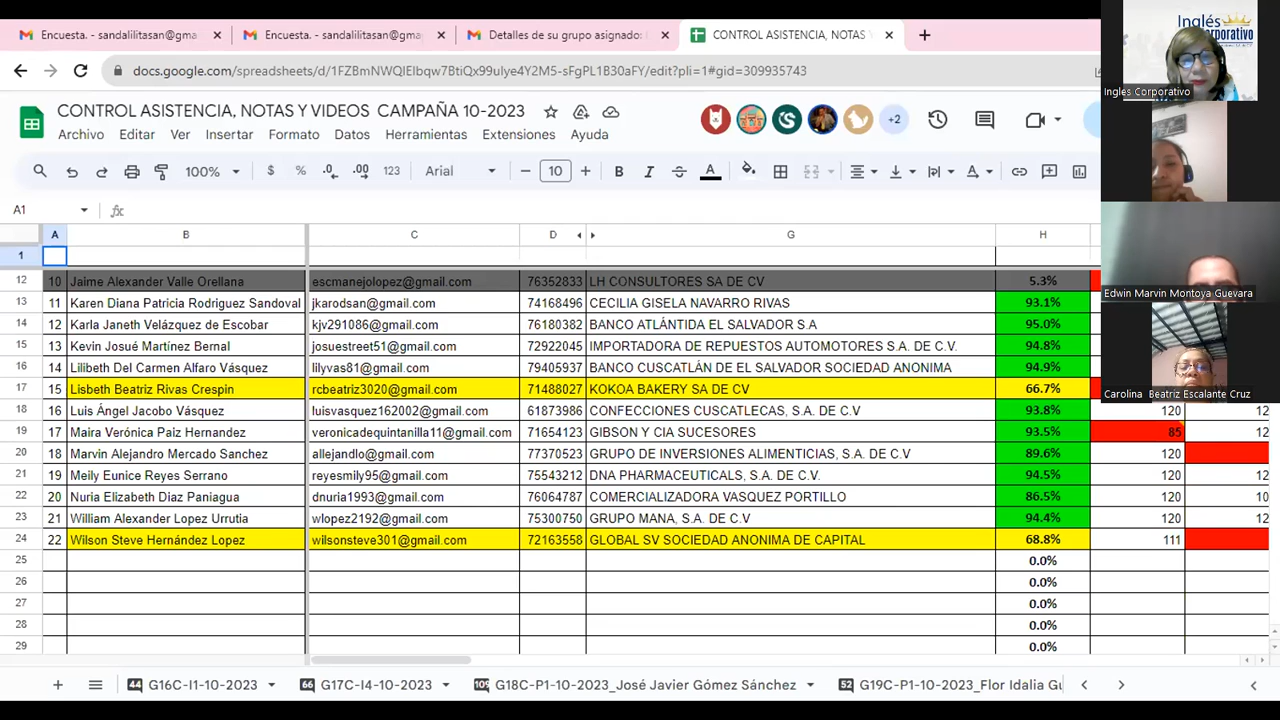 Encuesta. - sandalilitasan@gma
Encuesta. - sandalilitasan@gma
Detalles de su grupo asignado:
CONTROL ASISTENCIA, NOTAS Y
docs.google.com/spreadsheets/d/1FZBmNWQlElbqw7BtiQx99ulye4Y2M5-sFgPL1B30aFY/edit?pli=1#gid=309935743
CONTROL ASISTENCIA, NOTAS Y VIDEOS CAMPAÑA 10-2023
+2
Archivo Editar Ver Insertar Formato Datos Herramientas Extensiones Ayuda
100% $ % .0 .00 123 Arial 10 B I A
A1 fx
A B C D G H
1
12 10 Jaime Alexander Valle Orellana escmanejolopez@gmail.com 76352833 LH CONSULTORES SA DE CV 5.3%
13 11 Karen Diana Patricia Rodriguez Sandoval jkarodsan@gmail.com 74168496 CECILIA GISELA NAVARRO RIVAS 93.1%
14 12 Karla Janeth Velázquez de Escobar kjv291086@gmail.com 76180382 BANCO ATLÁNTIDA EL SALVADOR S.A 95.0%
15 13 Kevin Josué Martínez Bernal josuestreet51@gmail.com 72922045 IMPORTADORA DE REPUESTOS AUTOMOTORES S.A. DE C.V. 94.8%
16 14 Lilibeth Del Carmen Alfaro Vásquez lilyvas81@gmail.com 79405937 BANCO CUSCATLÁN DE EL SALVADOR SOCIEDAD ANONIMA 94.9%
17 15 Lisbeth Beatriz Rivas Crespin rcbeatriz3020@gmail.com 71488027 KOKOA BAKERY SA DE CV 66.7%
18 16 Luis Ángel Jacobo Vásquez luisvasquez162002@gmail.com 61873986 CONFECCIONES CUSCATLECAS, S.A. DE C.V 93.8% 120 12
19 17 Maira Verónica Paiz Hernandez veronicadequintanilla11@gmail.com 71654123 GIBSON Y CIA SUCESORES 93.5% 85 12
20 18 Marvin Alejandro Mercado Sanchez allejandlo@gmail.com 77370523 GRUPO DE INVERSIONES ALIMENTICIAS, S.A. DE C.V 89.6% 120
21 19 Meily Eunice Reyes Serrano reyesmily95@gmail.com 75543212 DNA PHARMACEUTICALS, S.A. DE C.V. 94.5% 120 12
22 20 Nuria Elizabeth Diaz Paniagua dnuria1993@gmail.com 76064787 COMERCIALIZADORA VASQUEZ PORTILLO 86.5% 120 10
23 21 William Alexander Lopez Urrutia wlopez2192@gmail.com 75300750 GRUPO MANA, S.A. DE C.V 94.4% 120 12
24 22 Wilson Steve Hernández Lopez wilsonsteve301@gmail.com 72163558 GLOBAL SV SOCIEDAD ANONIMA DE CAPITAL 68.8% 111
25 0.0%
26 0.0%
27 0.0%
28 0.0%
29 0.0%
44 G16C-I1-10-2023
66 G17C-I4-10-2023
G18C-P1-10-2023_José Javier Gómez Sánchez
52 G19C-P1-10-2023_Flor Idalia Gu
Inglés
Corporativo
Ingles Corporativo
Edwin Marvin Montoya Guevara
Carolina Beatriz Escalante Cruz